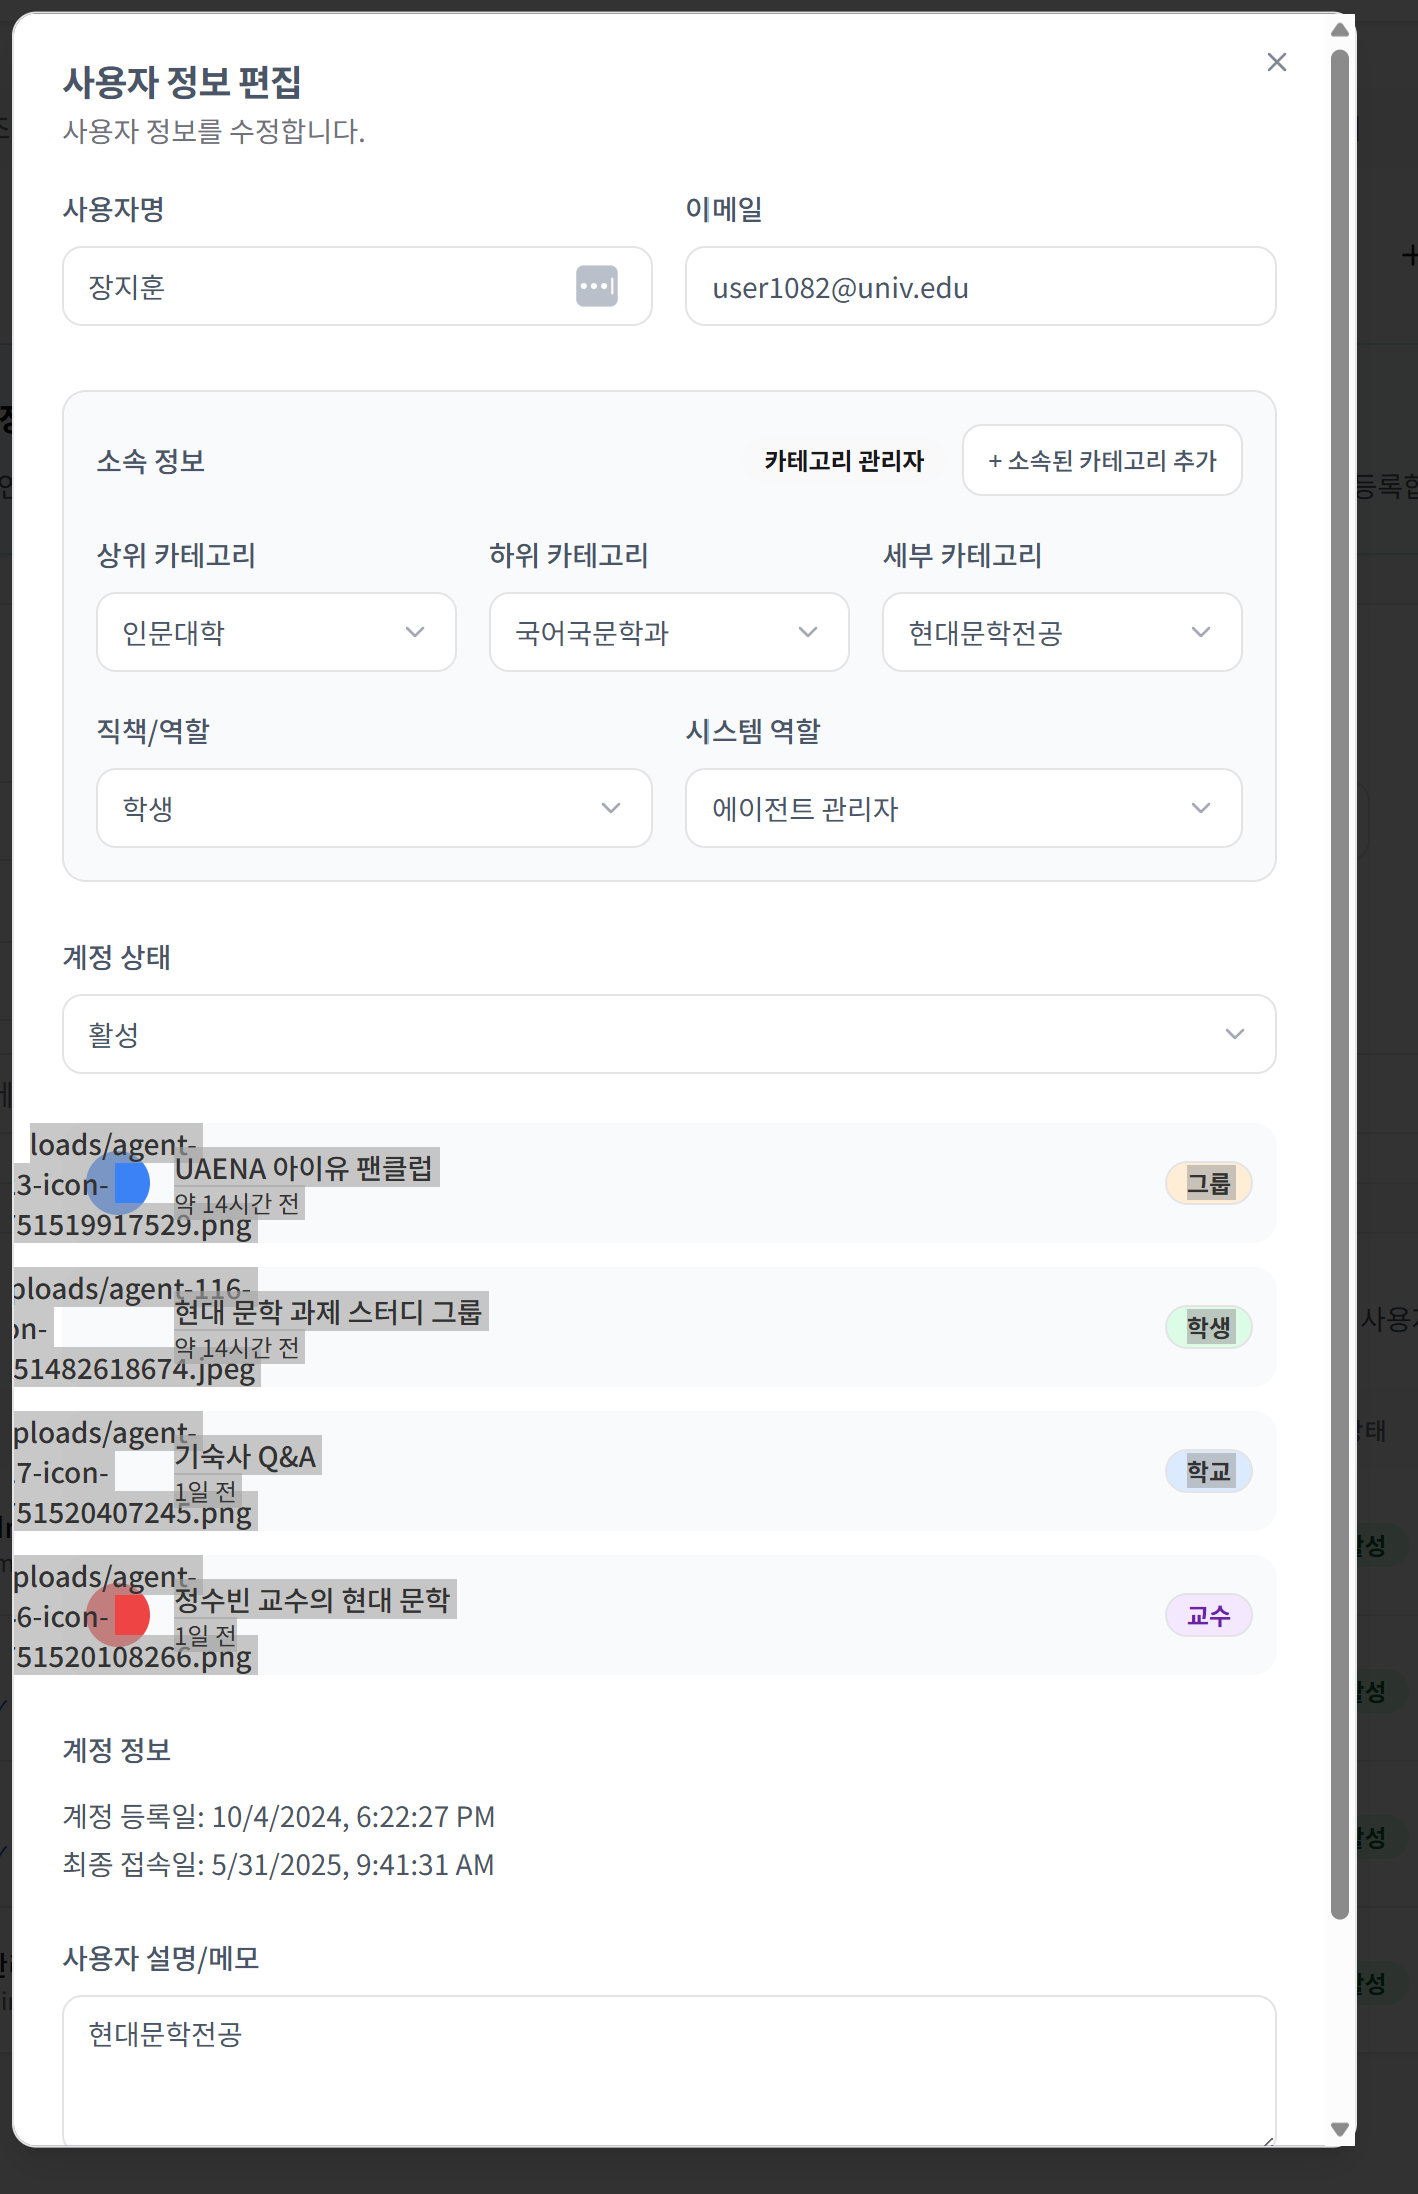 사용자 정보 편집
사용자 정보를 수정합니다.
사용자명
이메일
장지훈
user1082@univ.edu
소속 정보
카테고리 관리자
+ 소속된 카테고리 추가
상위 카테고리
하위 카테고리
세부 카테고리
인문대학
국어국문학과
현대문학전공
직책/역할
시스템 역할
학생
에이전트 관리자
계정 상태
활성
loads/agent-
3-icon-
51519917529.png
UAENA 아이유 팬클럽
약 14시간 전
그룹
ploads/agent-116-
on-
51482618674.jpeg
현대 문학 과제 스터디 그룹
약 14시간 전
학생
ploads/agent-
7-icon-
751520407245.png
기숙사 Q&A
1일 전
학교
ploads/agent-
6-icon-
751520108266.png
정수빈 교수의 현대 문학
1일 전
교수
계정 정보
계정 등록일: 10/4/2024, 6:22:27 PM
최종 접속일: 5/31/2025, 9:41:31 AM
사용자 설명/메모
현대문학전공